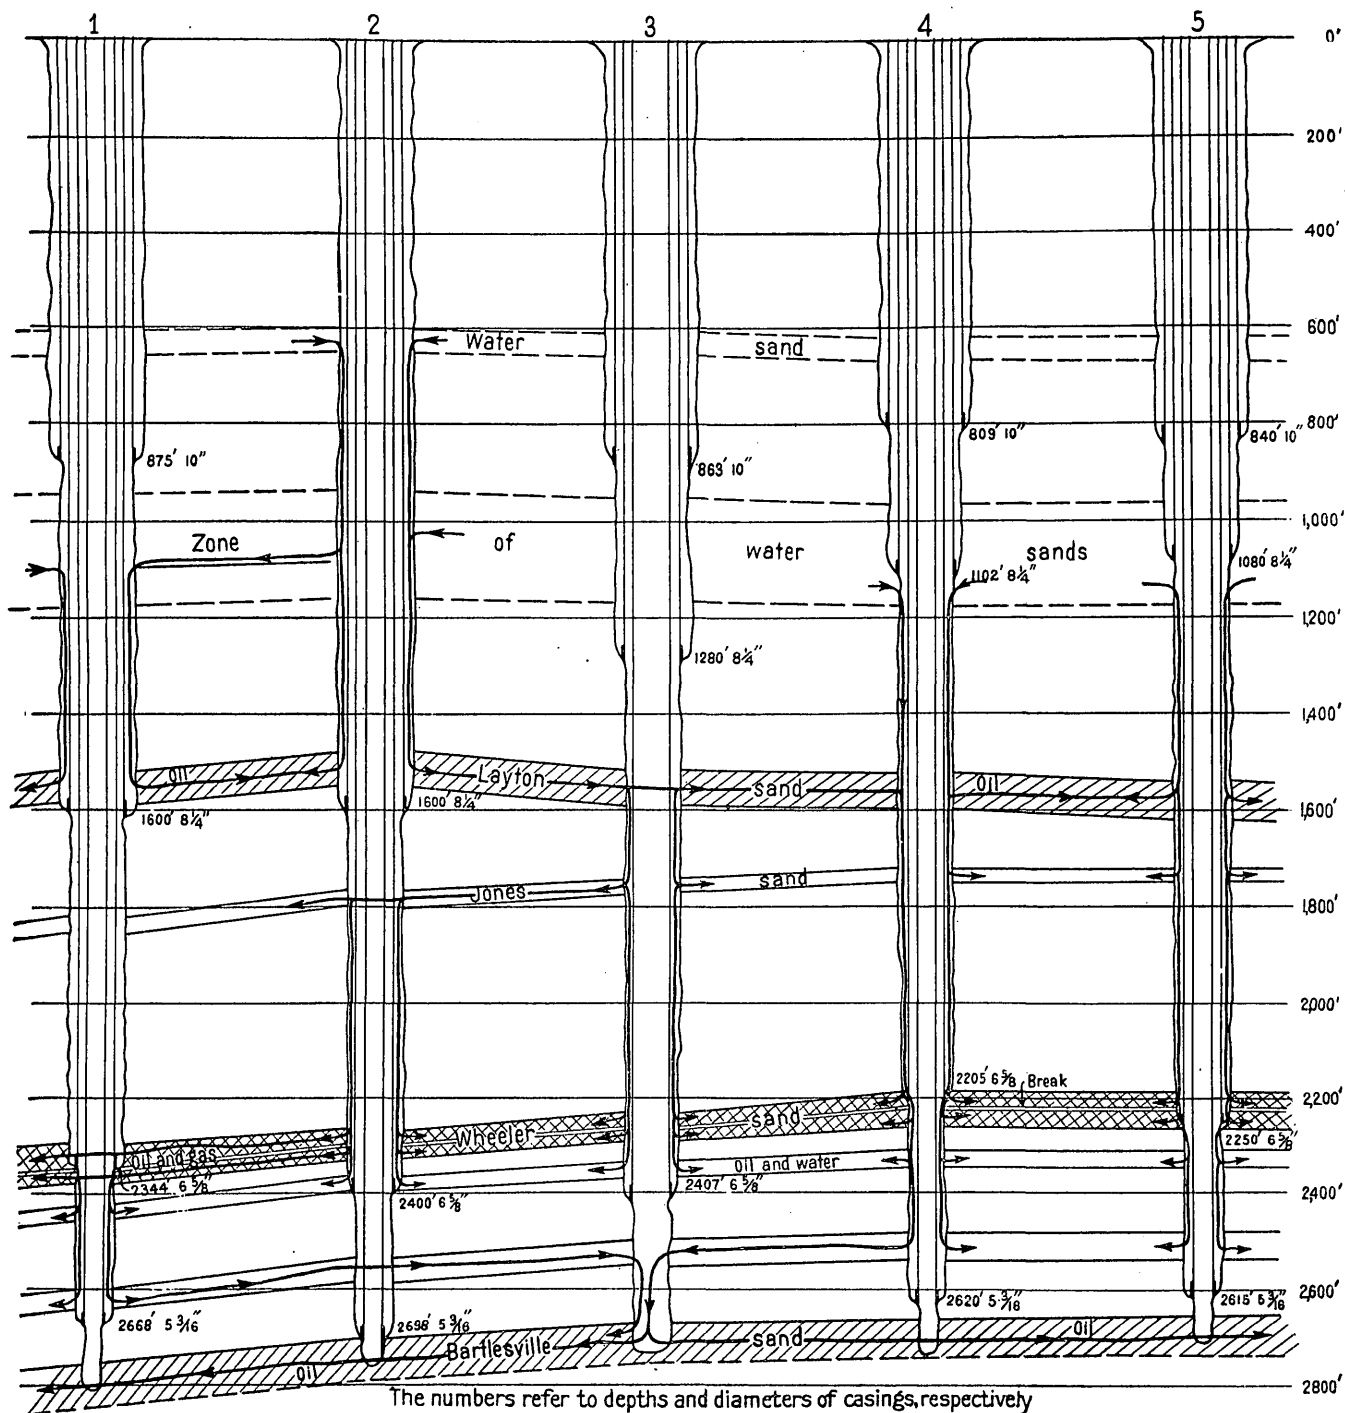 1 2 3 4 5
0'
200'
400'
600'
Water sand
800'
809' 10"
840' 10"
875' 10"
863' 10"
1,000'
Zone of water sands
1080' 8¼"
1102' 8¼"
1,200'
1280' 8¼"
1,400'
Oil Layton sand Oil
1600' 8¼"
1600' 8¼"
1,600'
Jones sand
1,800'
2,000'
2205' 6⅝ Break
2,200'
Wheeler sand
2250' 6⅝"
Oil and gas
Oil and water
2344' 6⅝"
2400' 6⅝"
2407' 6⅝"
2,400'
2,600'
2668' 5 3/16"
2698' 5 3/16"
2620' 5 3/16"
2615' 5 3/16"
Bartlesville sand Oil
Oil
2800'
The numbers refer to depths and diameters of casings, respectively